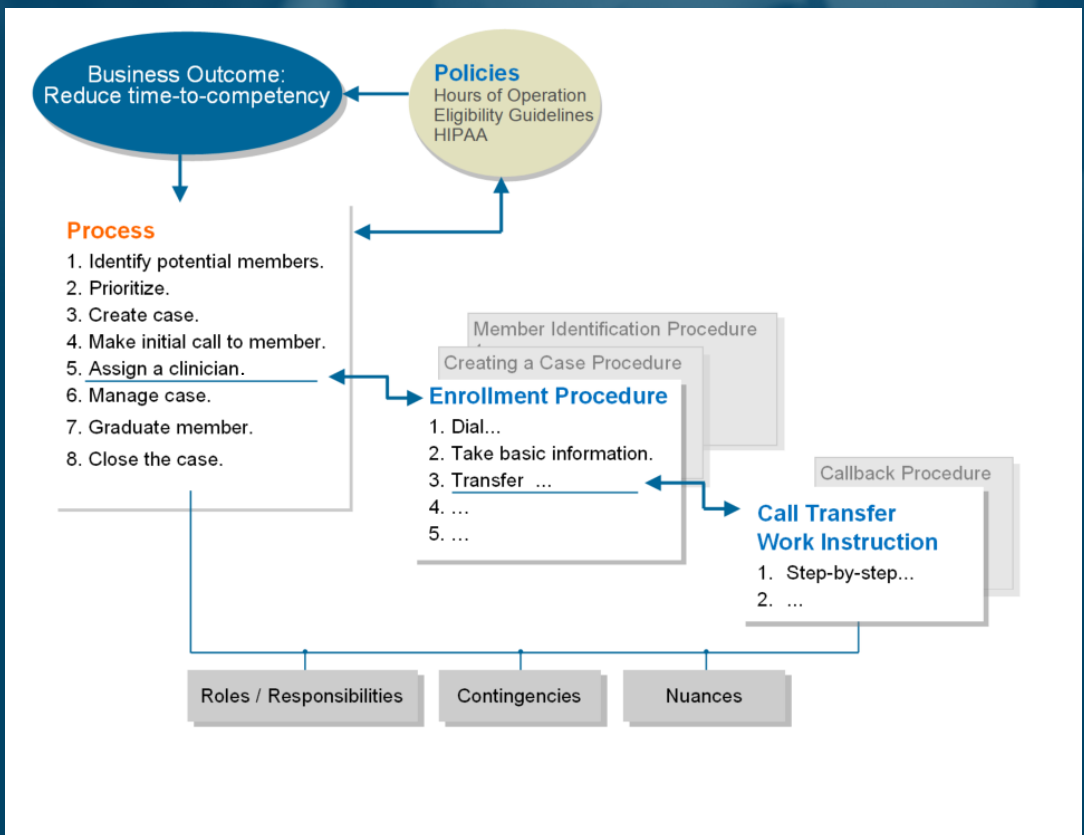 Business Outcome:
Reduce time-to-competency
Policies
Hours of Operation
Eligibility Guidelines
HIPAA
Process
1. Identify potential members.
2. Prioritize.
3. Create case.
4. Make initial call to member.
5. Assign a clinician.
6. Manage case.
7. Graduate member.
8. Close the case.
Member Identification Procedure
Creating a Case Procedure
Enrollment Procedure
1. Dial...
2. Take basic information.
3. Transfer ...
4. ...
5. ...
Callback Procedure
Call Transfer
Work Instruction
1. Step-by-step...
2. ...
Roles / Responsibilities
Contingencies
Nuances